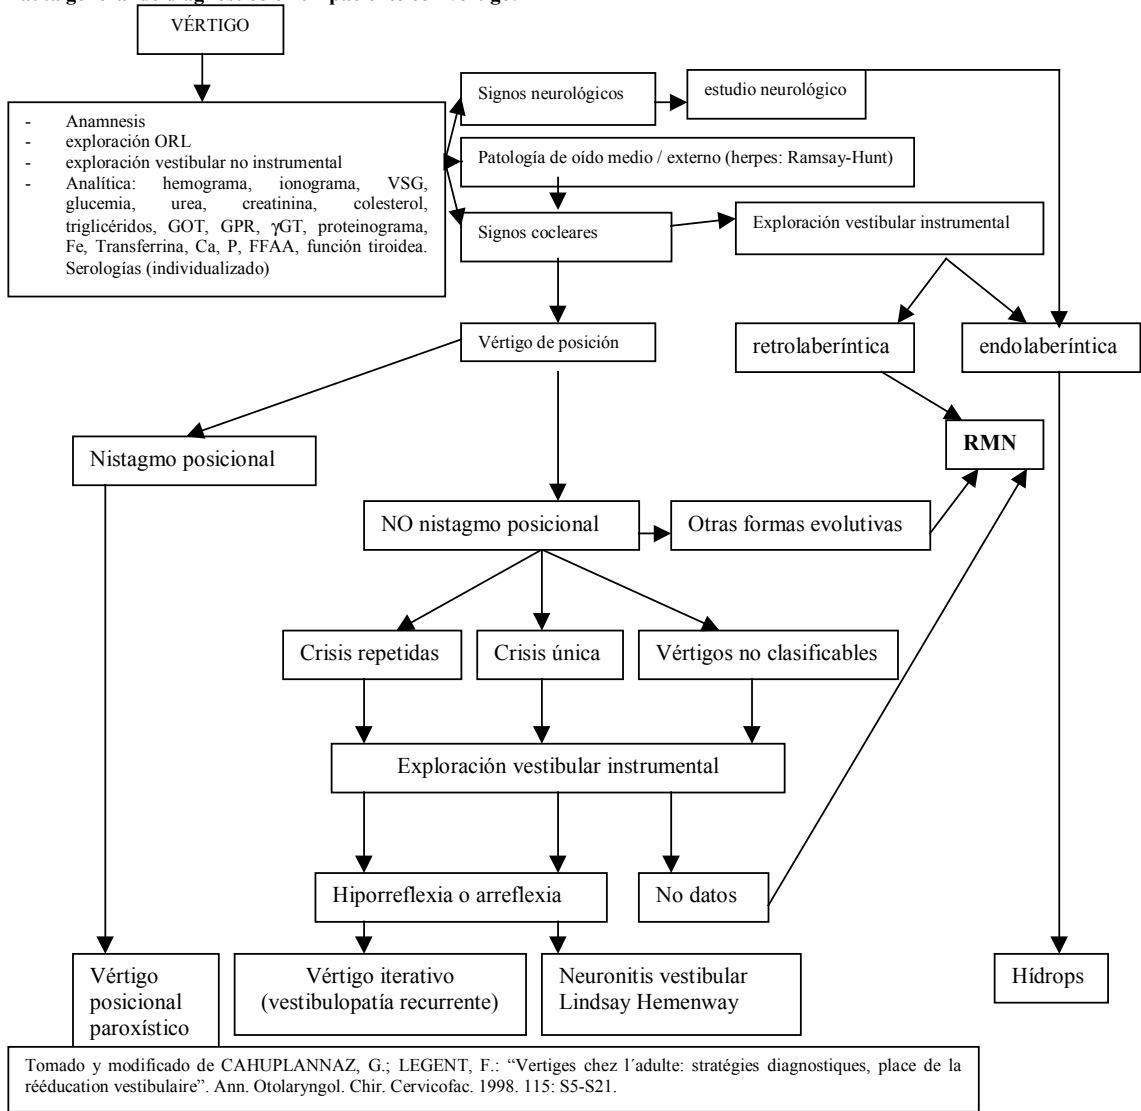 VÉRTIGO
- Anamnesis
- exploración ORL
- exploración vestibular no instrumental
- Analítica: hemograma, ionograma, VSG,
glucemia, urea, creatinina, colesterol,
triglicéridos, GOT, GPR, γGT, proteinograma,
Fe, Transferrina, Ca, P, FFAA, función tiroidea.
Serologías (individualizado)
Signos neurológicos
estudio neurológico
Patología de oído medio / externo (herpes: Ramsay-Hunt)
Signos cocleares
Exploración vestibular instrumental
Vértigo de posición
retrolaberíntica
endolaberíntica
RMN
Nistagmo posicional
NO nistagmo posicional
Otras formas evolutivas
Crisis repetidas
Crisis única
Vértigos no clasificables
Exploración vestibular instrumental
Hiporreflexia o arreflexia
No datos
Vértigo
posicional
paroxístico
Vértigo iterativo
(vestibulopatía recurrente)
Neuronitis vestibular
Lindsay Hemenway
Hídrops
Tomado y modificado de CAHUPLANNAZ, G.; LEGENT, F.: “Vertiges chez l´adulte: stratégies diagnostiques, place de la
rééducation vestibulaire”. Ann. Otolaryngol. Chir. Cervicofac. 1998. 115: S5-S21.